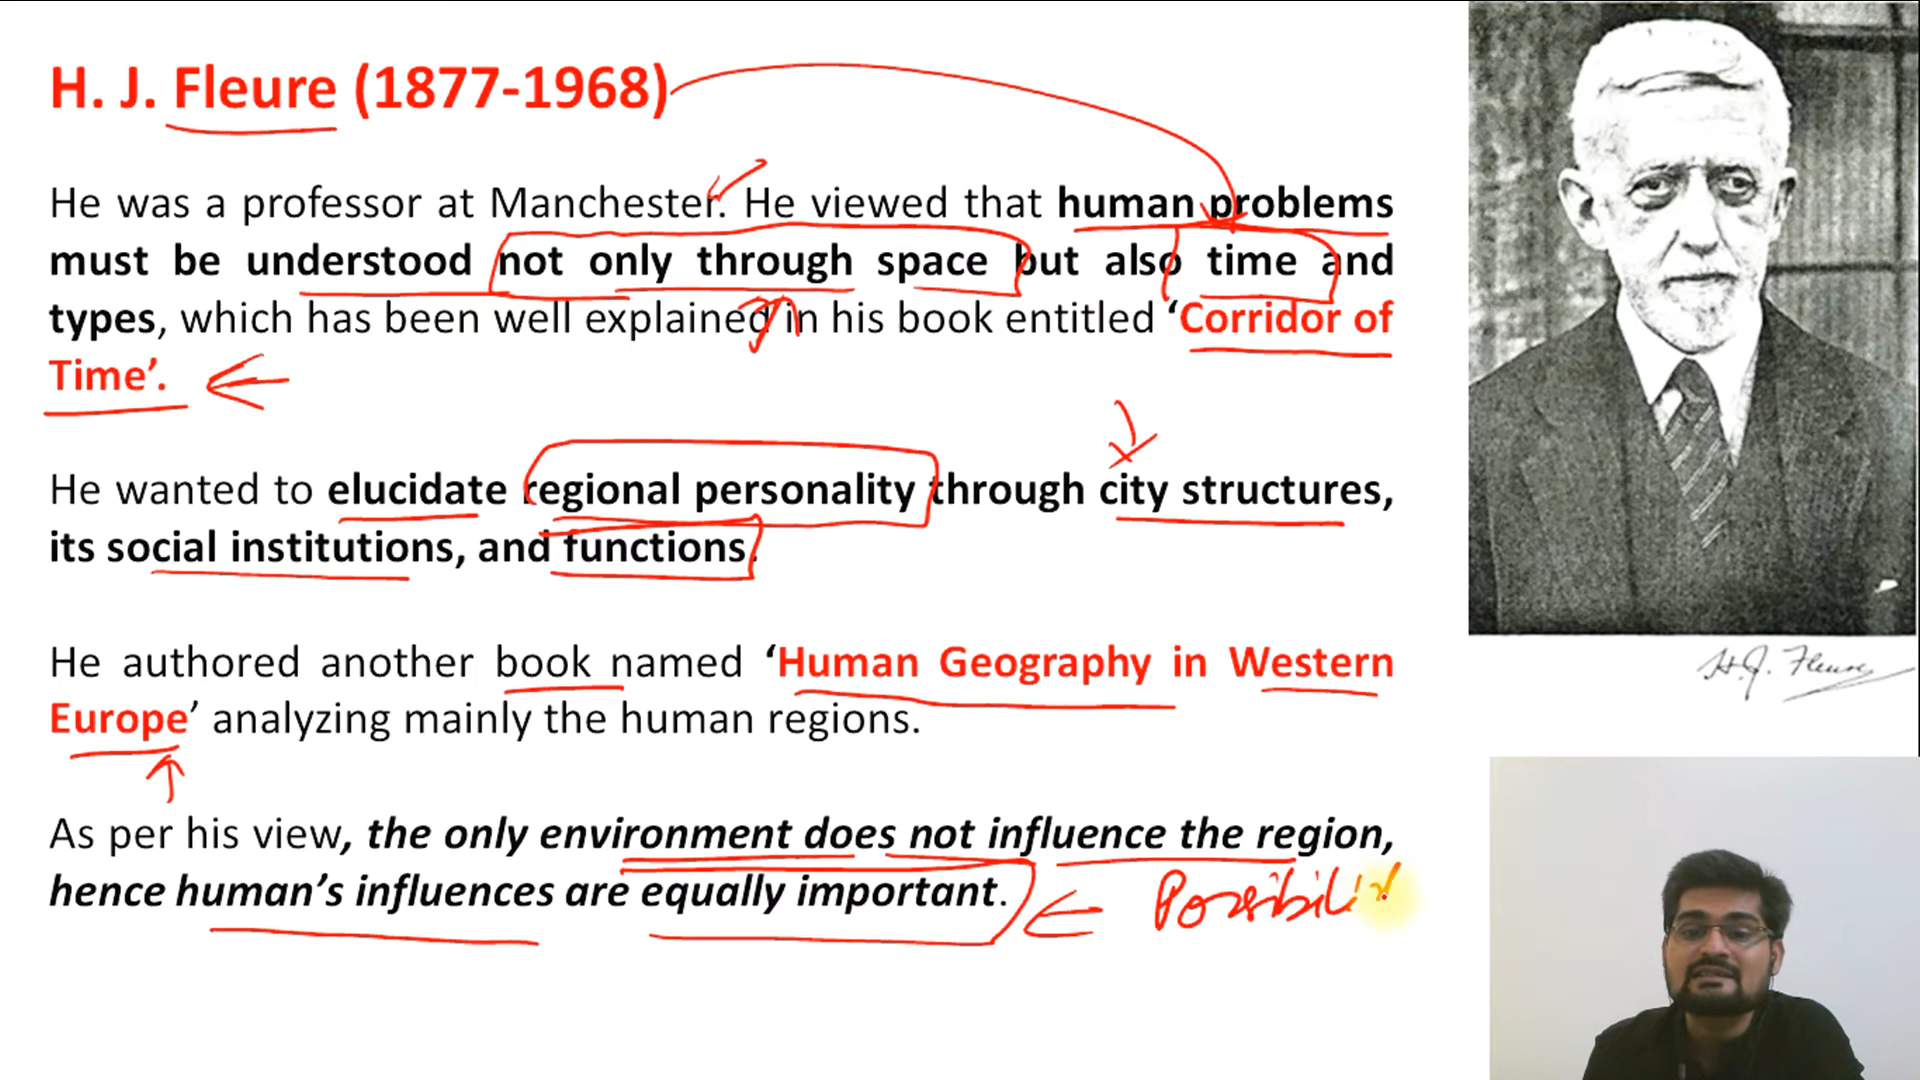 H. J. Fleure (1877-1968)
He was a professor at Manchester. He viewed that human problems
must be understood not only through space but also time and
types, which has been well explained in his book entitled ‘Corridor of
Time’.
He wanted to elucidate regional personality through city structures,
its social institutions, and functions.
He authored another book named ‘Human Geography in Western
Europe’ analyzing mainly the human regions.
As per his view, the only environment does not influence the region,
hence human’s influences are equally important.
Possibilit
H. J. Fleure